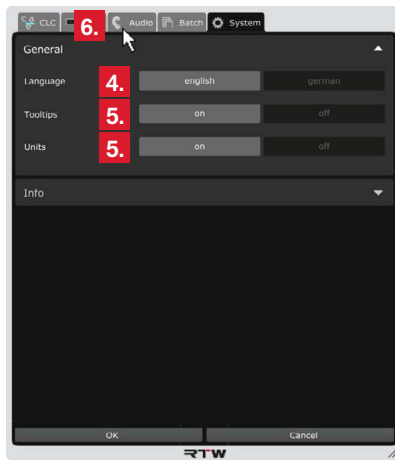 CLC 6. Audio Batch System
General
Language 4. english german
Tooltips 5. on off
Units 5. on off
Info
OK Cancel
RTW